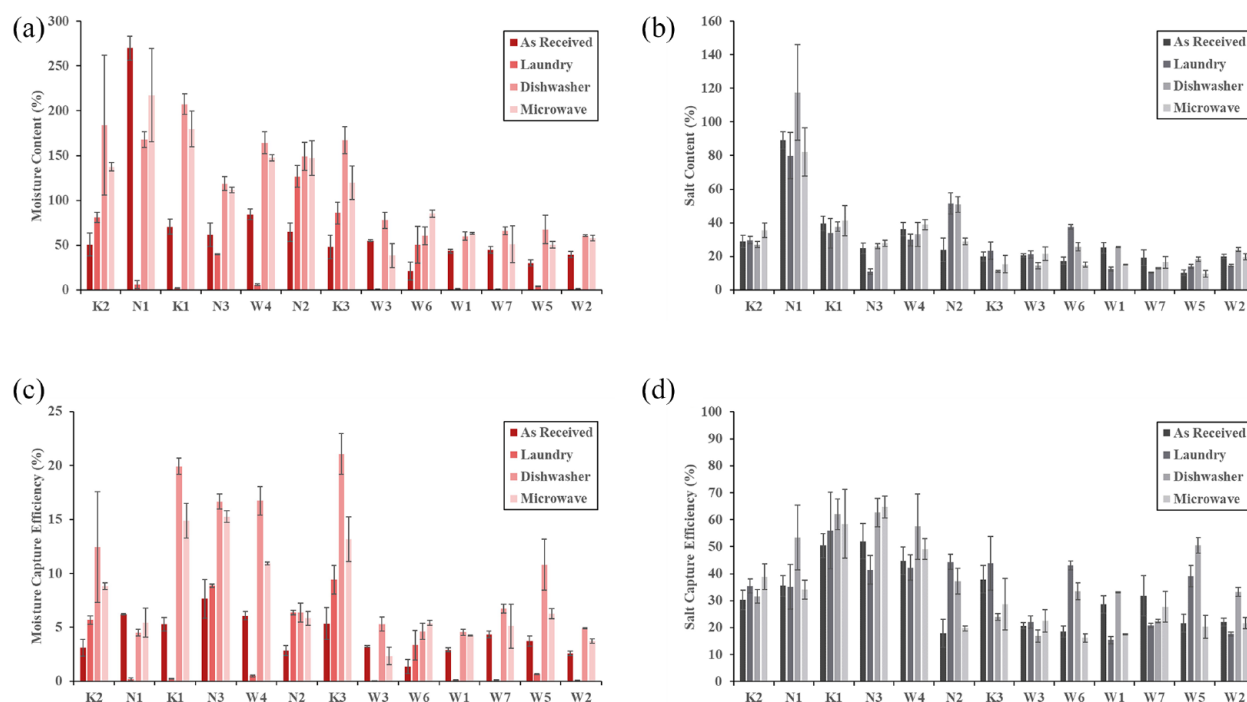 (a)
Moisture Content (%)
300
250
200
150
100
50
0
K2 N1 K1 N3 W4 N2 K3 W3 W6 W1 W7 W5 W2
As Received
Laundry
Dishwasher
Microwave
(b)
Salt Content (%)
160
140
120
100
80
60
40
20
0
K2 N1 K1 N3 W4 N2 K3 W3 W6 W1 W7 W5 W2
As Received
Laundry
Dishwasher
Microwave
(c)
Moisture Capture Efficiency (%)
25
20
15
10
5
0
K2 N1 K1 N3 W4 N2 K3 W3 W6 W1 W7 W5 W2
As Received
Laundry
Dishwasher
Microwave
(d)
Salt Capture Efficiency (%)
100
90
80
70
60
50
40
30
20
10
0
K2 N1 K1 N3 W4 N2 K3 W3 W6 W1 W7 W5 W2
As Received
Laundry
Dishwasher
Microwave